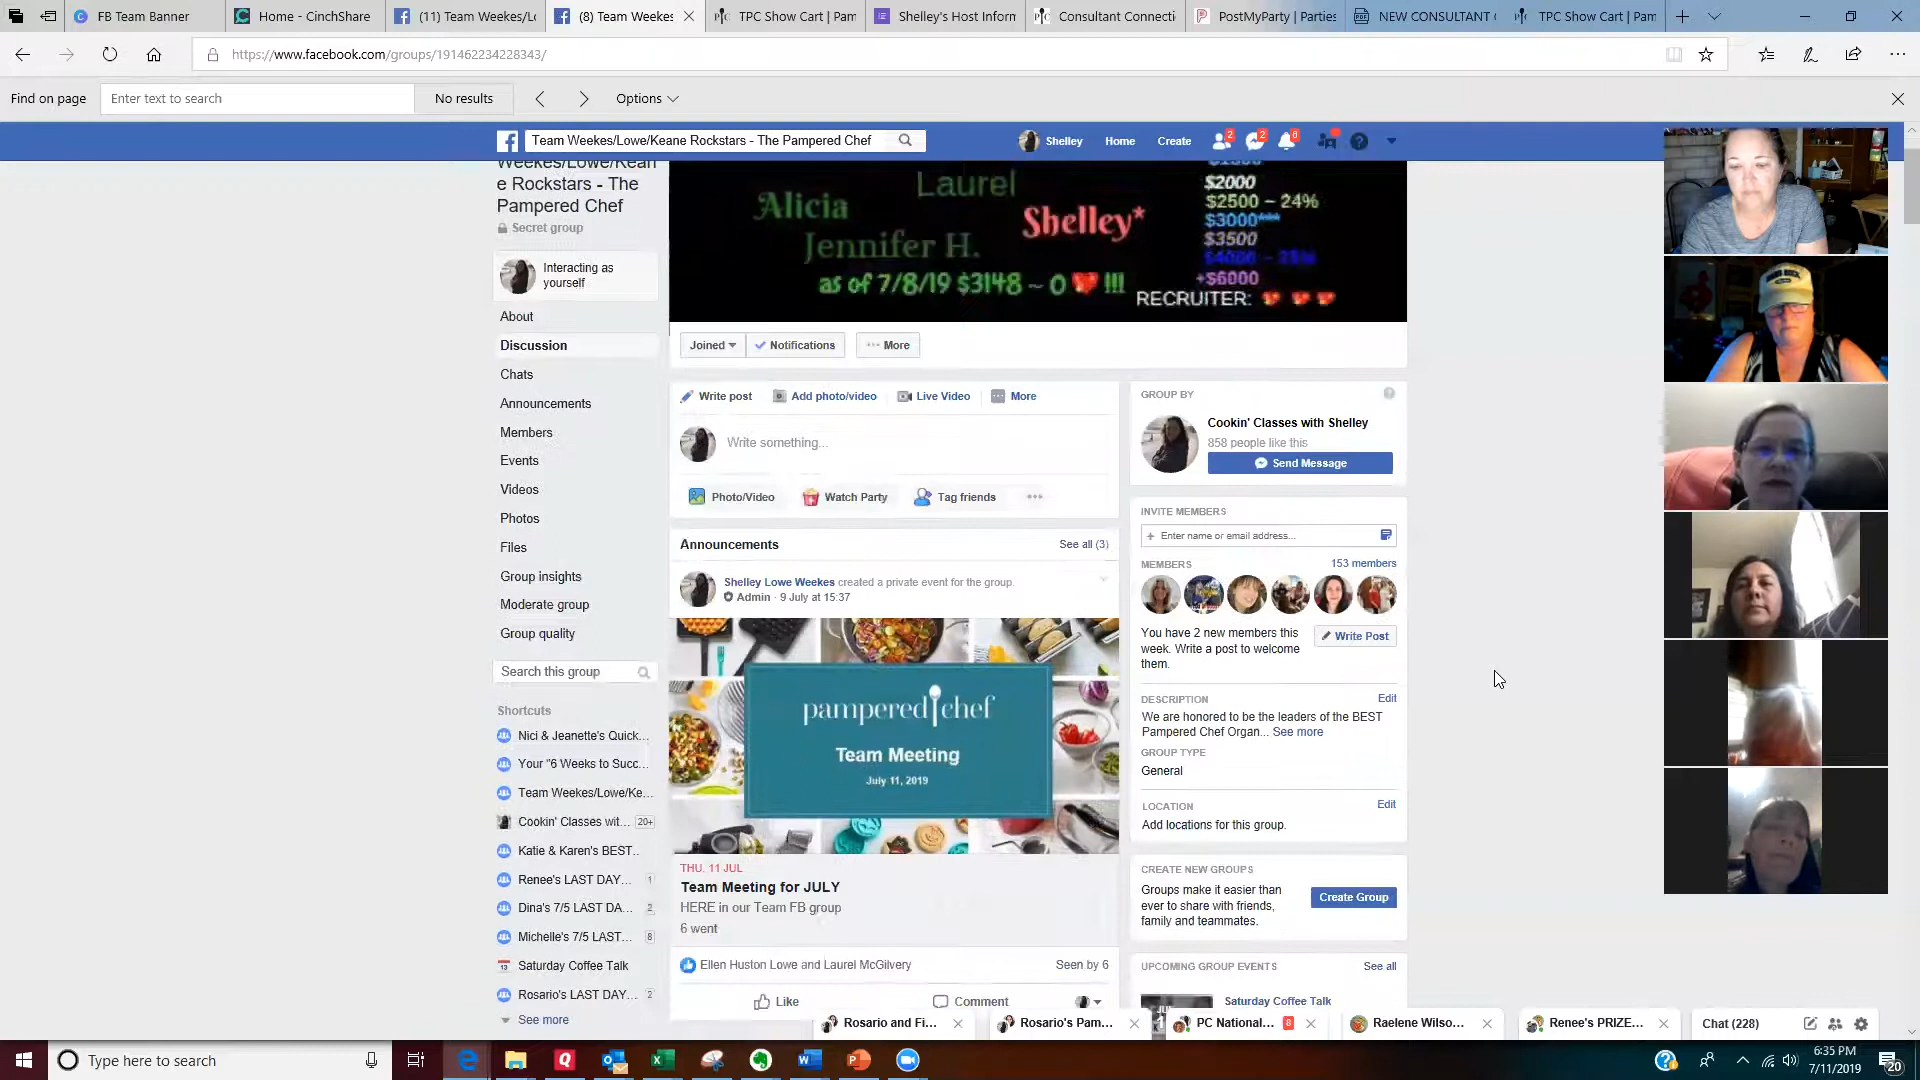 FB Team Banner
Home - CinchShare
(11) Team Weekes/Lo
(8) Team Weekes
TPC Show Cart | Pam
Shelley's Host Inform
Consultant Connecti
PostMyParty | Parties
NEW CONSULTANT
TPC Show Cart | Pam
https://www.facebook.com/groups/191462234228343/
Find on page
Enter text to search
No results
Options
Team Weekes/Lowe/Keane Rockstars - The Pampered Chef
Shelley
Home
Create
2
2
6
Weekes/Lowe/Kean
e Rockstars - The
Pampered Chef
Secret group
Interacting as
yourself
About
Discussion
Chats
Announcements
Members
Events
Videos
Photos
Files
Group insights
Moderate group
Group quality
Search this group
Shortcuts
Nici & Jeanette's Quick...
Your "6 Weeks to Succ...
Team Weekes/Lowe/Ke...
Cookin' Classes wit... 20+
Katie & Karen's BEST...
Renee's LAST DAY... 1
Dina's 7/5 LAST DA... 2
Michelle's 7/5 LAST... 8
Saturday Coffee Talk
Rosario's LAST DAY... 2
See more
Laurel
Alicia
Shelley*
Jennifer H.
as of 7/8/19 $3148 ~ 0 !!!
$2000
$2500 ~ 24%
$3000***
$3500
$4000 ~ 25%
+$6000
RECRUITER:
Joined
Notifications
More
Write post
Add photo/video
Live Video
More
Write something...
Photo/Video
Watch Party
Tag friends
Announcements
See all (3)
Shelley Lowe Weekes created a private event for the group.
Admin · 9 July at 15:37
pampered chef
Team Meeting
July 11, 2019
THU, 11 JUL
Team Meeting for JULY
HERE in our Team FB group
6 went
Ellen Huston Lowe and Laurel McGilvery
Seen by 6
Like
Comment
GROUP BY
Cookin' Classes with Shelley
858 people like this
Send Message
INVITE MEMBERS
+ Enter name or email address...
MEMBERS
153 members
You have 2 new members this
week. Write a post to welcome
them.
Write Post
DESCRIPTION
Edit
We are honored to be the leaders of the BEST
Pampered Chef Organ... See more
GROUP TYPE
General
LOCATION
Edit
Add locations for this group.
CREATE NEW GROUPS
Groups make it easier than
ever to share with friends,
family and teammates.
Create Group
UPCOMING GROUP EVENTS
See all
Saturday Coffee Talk
Rosario and Fi...
Rosario's Pam...
PC National... 8
Raelene Wilso...
Renee's PRIZE...
Chat (228)
Type here to search
6:35 PM
7/11/2019
20